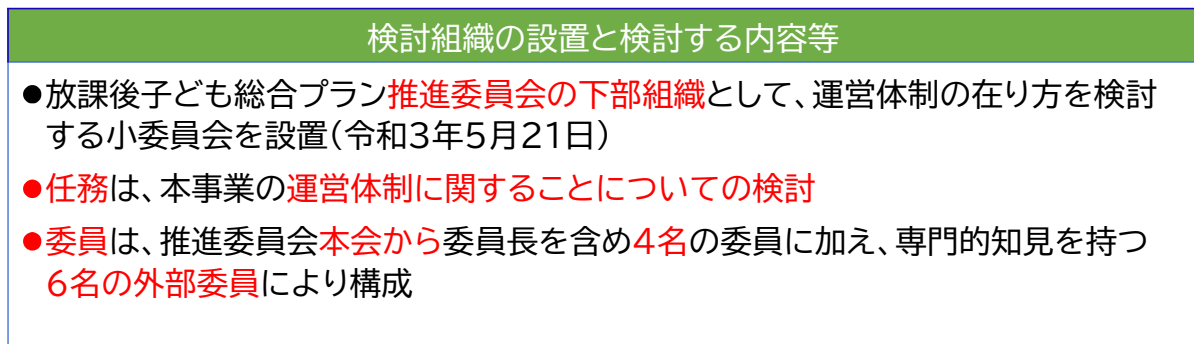 検討組織の設置と検討する内容等
●放課後子ども総合プラン推進委員会の下部組織として、運営体制の在り方を検討
する小委員会を設置(令和3年5月21日)
●任務は、本事業の運営体制に関することについての検討
●委員は、推進委員会本会から委員長を含め4名の委員に加え、専門的知見を持つ
6名の外部委員により構成